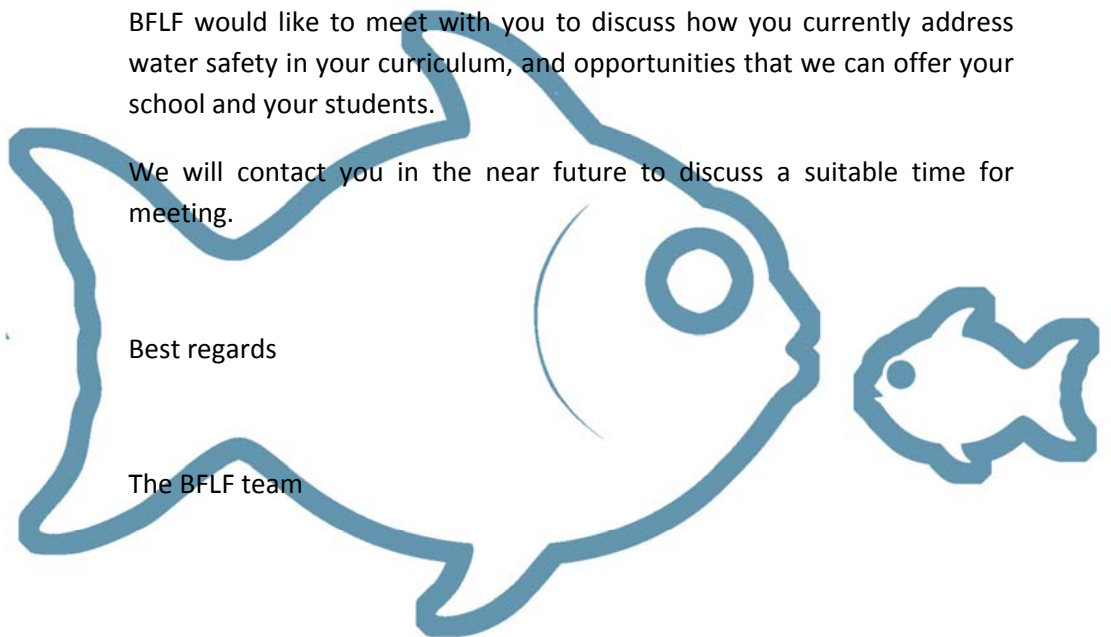 BFLF would like to meet with you to discuss how you currently address
water safety in your curriculum, and opportunities that we can offer your
school and your students.
We will contact you in the near future to discuss a suitable time for
meeting.
Best regards
The BFLF team